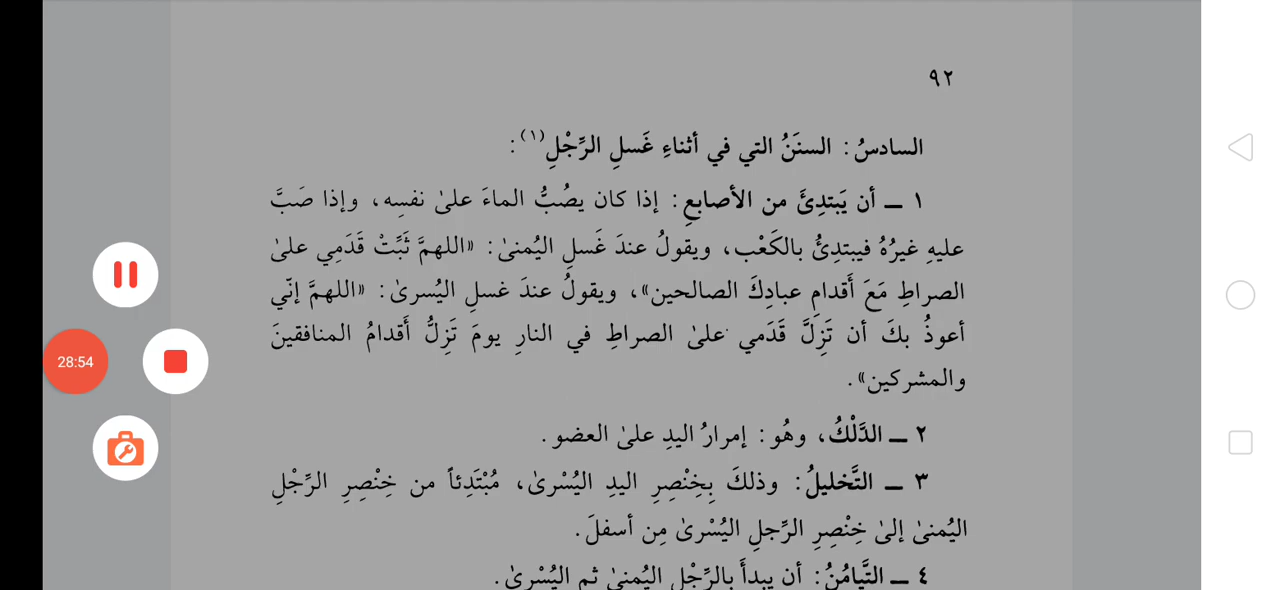 ٩٢
السادسُ: السننُ التي في أثناءِ غَسلِ الرِّجْلِ(١):
١ ـ أن يَبتدِئَ من الأصابعِ: إذا كان يصُبُّ الماءَ علىٰ نفسِه، وإذا صَبَّ
عليهِ غيرُهُ فيبتدِئُ بالكَعْب، ويقولُ عندَ غَسلِ اليُمنىٰ: «اللهمَّ ثَبِّتْ قَدَمِي علىٰ
الصراطِ مَعَ أَقدامِ عبادِكَ الصالحين»، ويقولُ عندَ غسلِ اليُسرىٰ: «اللهمَّ إنّي
أعوذُ بكَ أن تَزِلَّ قَدَمي علىٰ الصراطِ في النارِ يومَ تَزِلُّ أَقدامُ المنافقينَ
والمشركين».
٢ ـ الدَّلْكُ، وهُو: إمرارُ اليدِ علىٰ العضو.
٣ ـ التَّخليلُ: وذلكَ بِخِنْصِرِ اليدِ اليُسْرىٰ، مُبْتَدِئاً من خِنْصِرِ الرِّجْلِ
اليُمنىٰ إلىٰ خِنْصِرِ الرِّجلِ اليُسْرىٰ مِن أسفلَ.
٤ ـ التَّيامُنُ: أن يبدأَ بالرِّجْلِ اليُمنىٰ ثم اليُسْرىٰ.
28:54